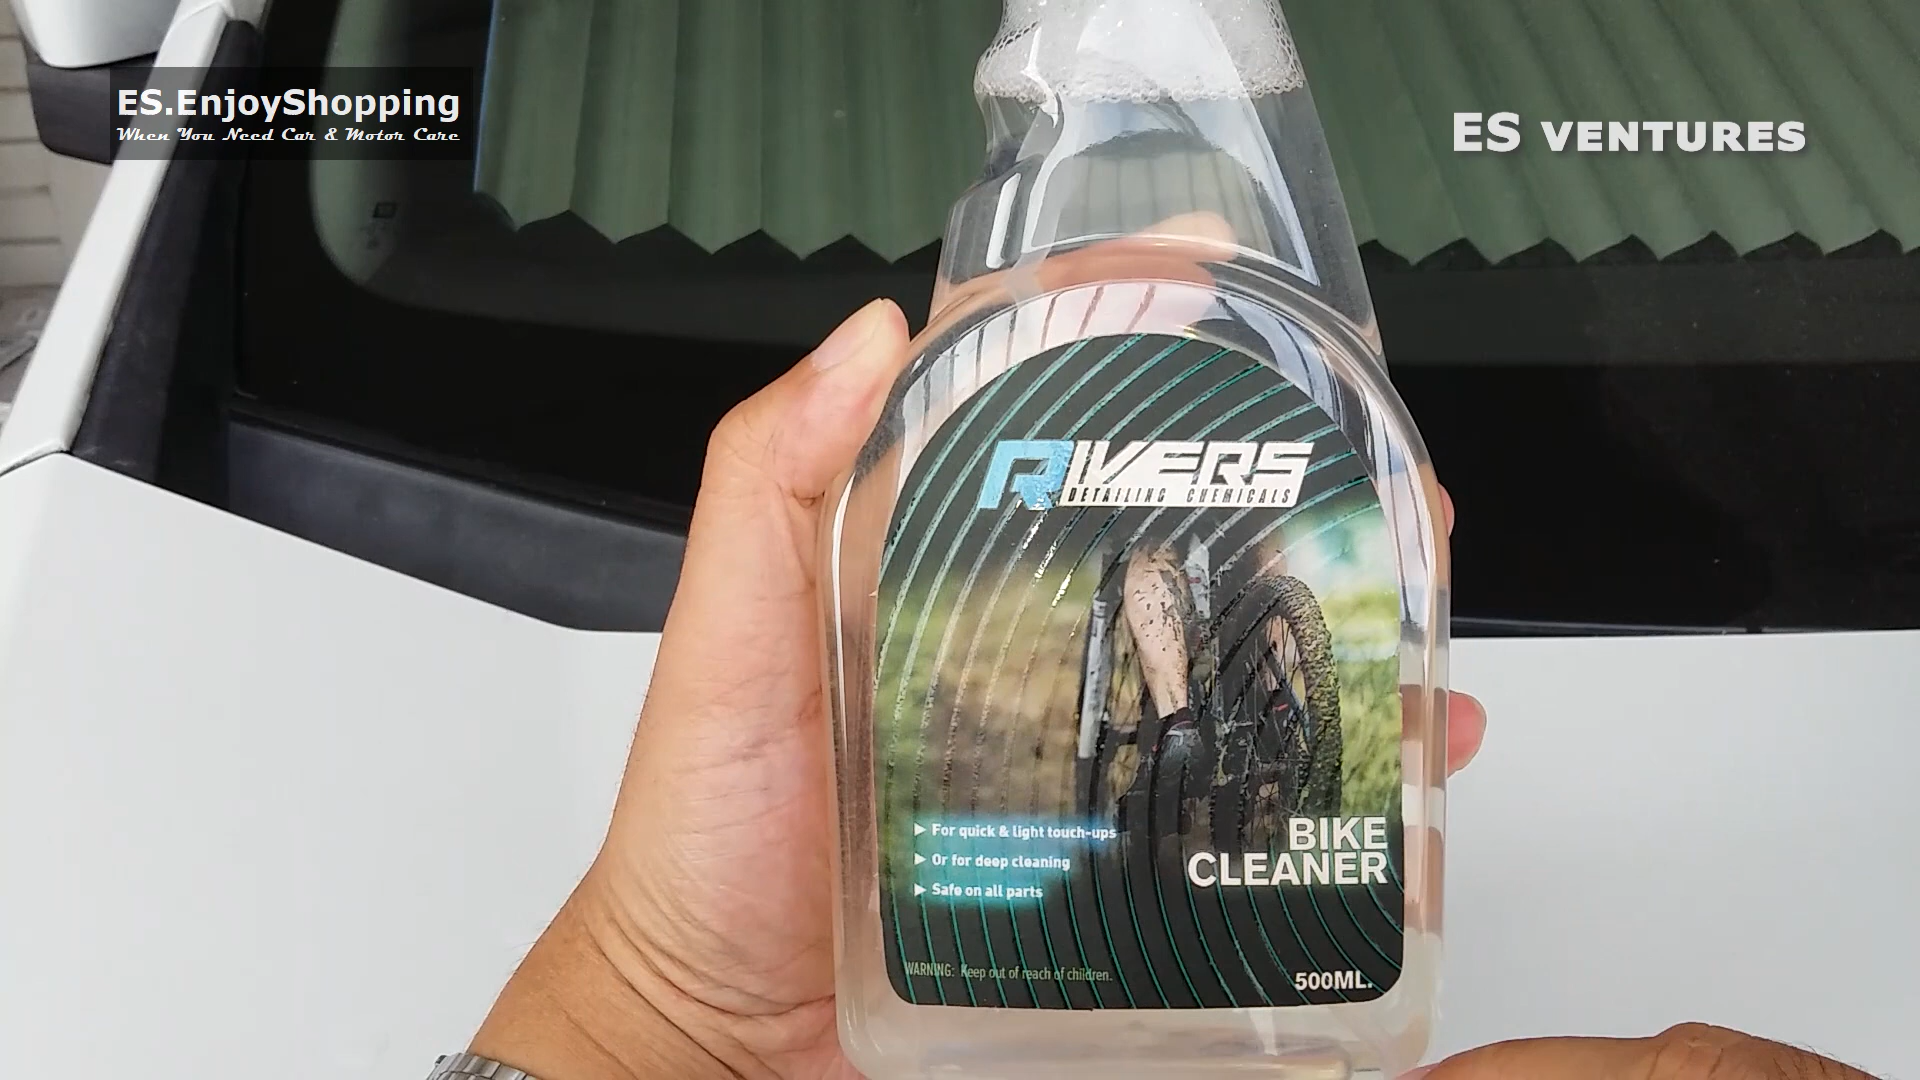 ES.EnjoyShopping
When You Need Car & Motor Care
ES VENTURES
RIVERS
DETAILING CHEMICALS
▶ For quick & light touch-ups
▶ Or for deep cleaning
▶ Safe on all parts
BIKE
CLEANER
WARNING: Keep out of reach of children.
500ML.